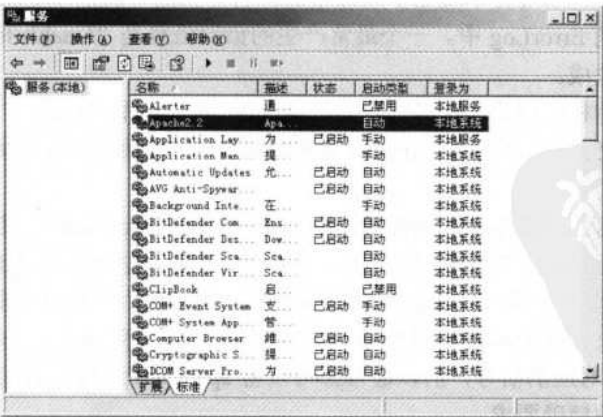 服务
文件(F) 操作(A) 查看(V) 帮助(H)
服务(本地)
名称 描述 状态 启动类型 登录为
Alerter 通... 已禁用 本地服务
Apache2.2 Apa... 自动 本地系统
Application Lay... 为 ... 已启动 手动 本地服务
Application Man... 提... 手动 本地系统
Automatic Updates 允... 已启动 自动 本地系统
AVG Anti-Spywar... 已启动 自动 本地系统
Background Inte... 在... 手动 本地系统
BitDefender Com... Ens... 已启动 自动 本地系统
BitDefender Des... Dow... 已启动 自动 本地系统
BitDefender Sca... Sca... 自动 本地系统
BitDefender Vir... Sca... 自动 本地系统
ClipBook 启... 已禁用 本地系统
COM+ Event System 支... 已启动 手动 本地系统
COM+ System App... 管... 手动 本地系统
Computer Browser 维... 已启动 自动 本地系统
Cryptographic S... 提... 已启动 自动 本地系统
DCOM Server Pro... 为 ... 已启动 自动 本地系统
扩展 标准